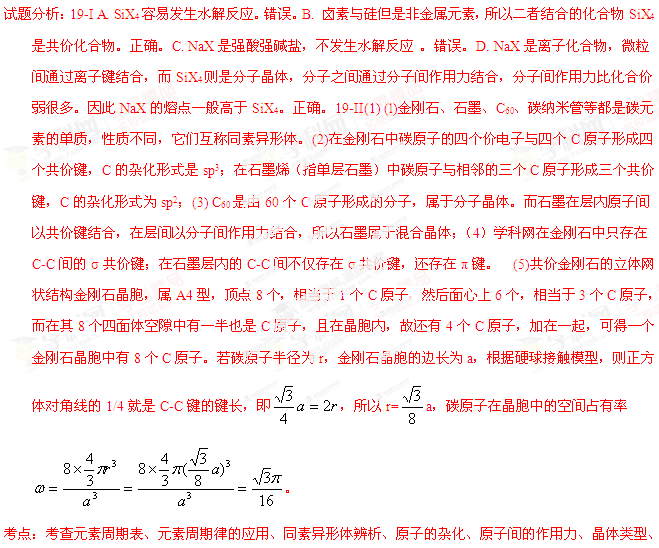 试题分析：19-I A. SiX₄容易发生水解反应。错误。B. 卤素与硅但是非金属元素，所以二者结合的化合物 SiX₄
是共价化合物。正确。C. NaX 是强酸强碱盐，不发生水解反应 。错误。D. NaX 是离子化合物，微粒
间通过离子键结合，而 SiX₄则是分子晶体，分子之间通过分子间作用力结合，分子间作用力比化合价
弱很多。因此 NaX 的熔点一般高于 SiX₄。正确。19-II(1) (1)金刚石、石墨、C₆₀、碳纳米管等都是碳元
素的单质，性质不同，它们互称同素异形体。(2)在金刚石中碳原子的四个价电子与四个 C 原子形成四
个共价键，C 的杂化形式是 sp³；在石墨烯（指单层石墨）中碳原子与相邻的三个 C 原子形成三个共价
键，C 的杂化形式为 sp²；(3) C₆₀是由 60 个 C 原子形成的分子，属于分子晶体。而石墨在层内原子间
以共价键结合，在层间以分子间作用力结合，所以石墨属于混合晶体；（4）学科网在金刚石中只存在
C-C 间的 σ 共价键；在石墨层内的 C-C 间不仅存在 σ 共价键，还存在 π 键。 (5)共价金刚石的立体网
状结构金刚石晶胞，属 A4 型，顶点 8 个，相当于 1 个 C 原子，然后面心上 6 个，相当于 3 个 C 原子，
而在其 8 个四面体空隙中有一半也是 C 原子，且在晶胞内，故还有 4 个 C 原子，加在一起，可得一个
金刚石晶胞中有 8 个 C 原子。若碳原子半径为 r，金刚石晶胞的边长为 a，根据硬球接触模型，则正方
体对角线的 1/4 就是 C-C 键的键长，即 √3/4 a = 2r，所以 r= √3/8 a，碳原子在晶胞中的空间占有率
ω = (8×4/3 πr³)/a³ = (8×4/3 π(√3/8 a)³)/a³ = √3π/16。
考点：考查元素周期表、元素周期律的应用、同素异形体辨析、原子的杂化、原子间的作用力、晶体类型、